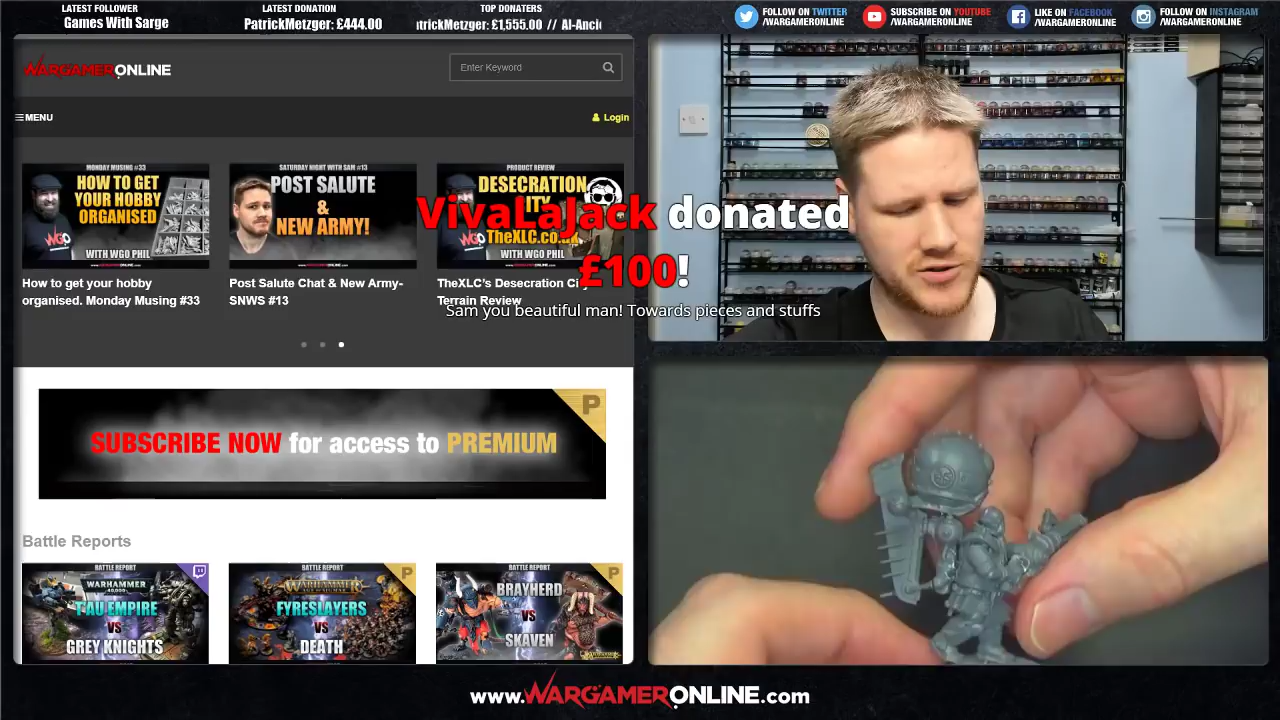 LATEST FOLLOWER
Games With Sarge
LATEST DONATION
PatrickMetzger: £444.00
TOP DONATERS
trickMetzger: £1,555.00 // Al-Anci
FOLLOW ON TWITTER
/WARGAMERONLINE
SUBSCRIBE ON YOUTUBE
/WARGAMERONLINE
LIKE ON FACEBOOK
/WARGAMERONLINE
FOLLOW ON INSTAGRAM
/WARGAMERONLINE
WARGAMERONLINE
Enter Keyword
MENU
Login
MONDAY MUSING #33
HOW TO GET
YOUR HOBBY
ORGANISED
WGO
WITH WGO PHIL
How to get your hobby
organised. Monday Musing #33
SATURDAY NIGHT WITH SAM #13
POST SALUTE
&
NEW ARMY!
Post Salute Chat & New Army-
SNWS #13
PRODUCT REVIEW
DESECRATION
CITY
TheXLC.co.uk
WGO
WITH WGO PHIL
TheXLC's Desecration City
Terrain Review
VivaLaJack donated
£100!
Sam you beautiful man! Towards pieces and stuffs
SUBSCRIBE NOW for access to PREMIUM
P
Battle Reports
BATTLE REPORT
WARHAMMER
40,000
T'AU EMPIRE
VS
GREY KNIGHTS
BATTLE REPORT
P
WARHAMMER
AGE OF SIGMAR
FYRESLAYERS
VS
DEATH
BATTLE REPORT
P
BRAYHERD
VS
SKAVEN
www.WARGAMERONLINE.com